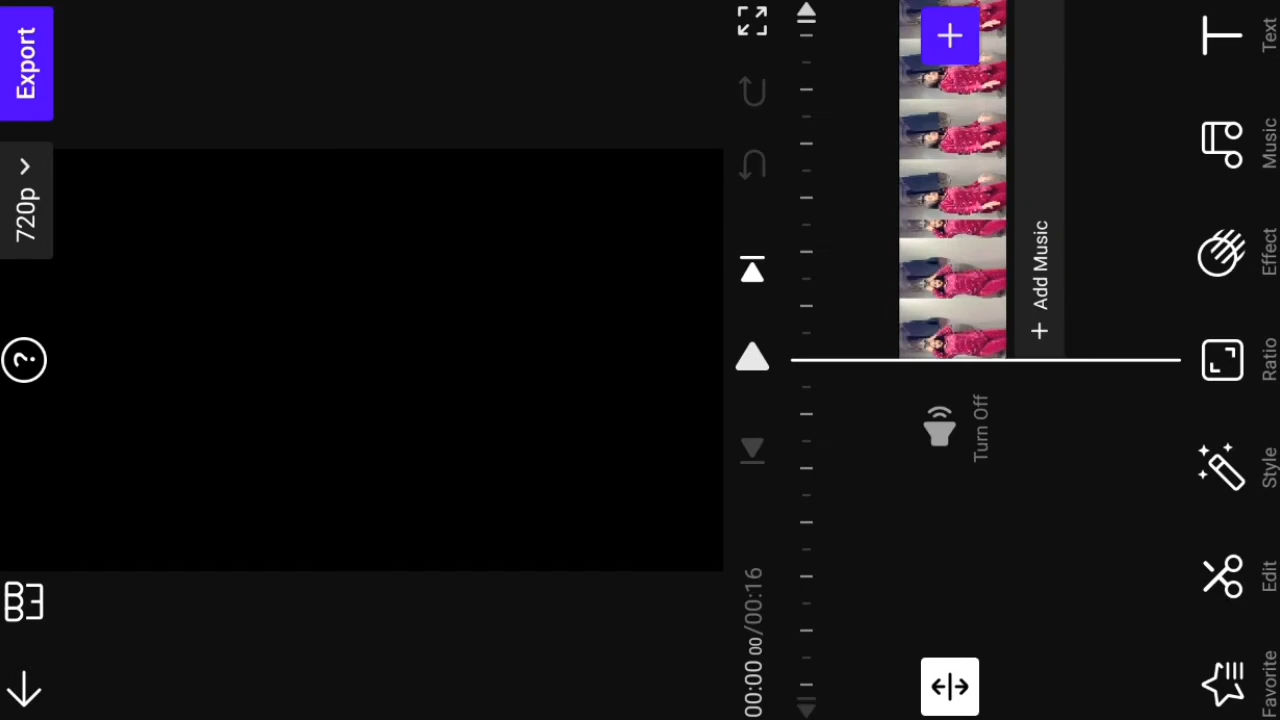 720p
Export
00:00 00/00:16
Turn Off
+ Add Music
Favorite
Edit
Style
Ratio
Effect
Music
Text